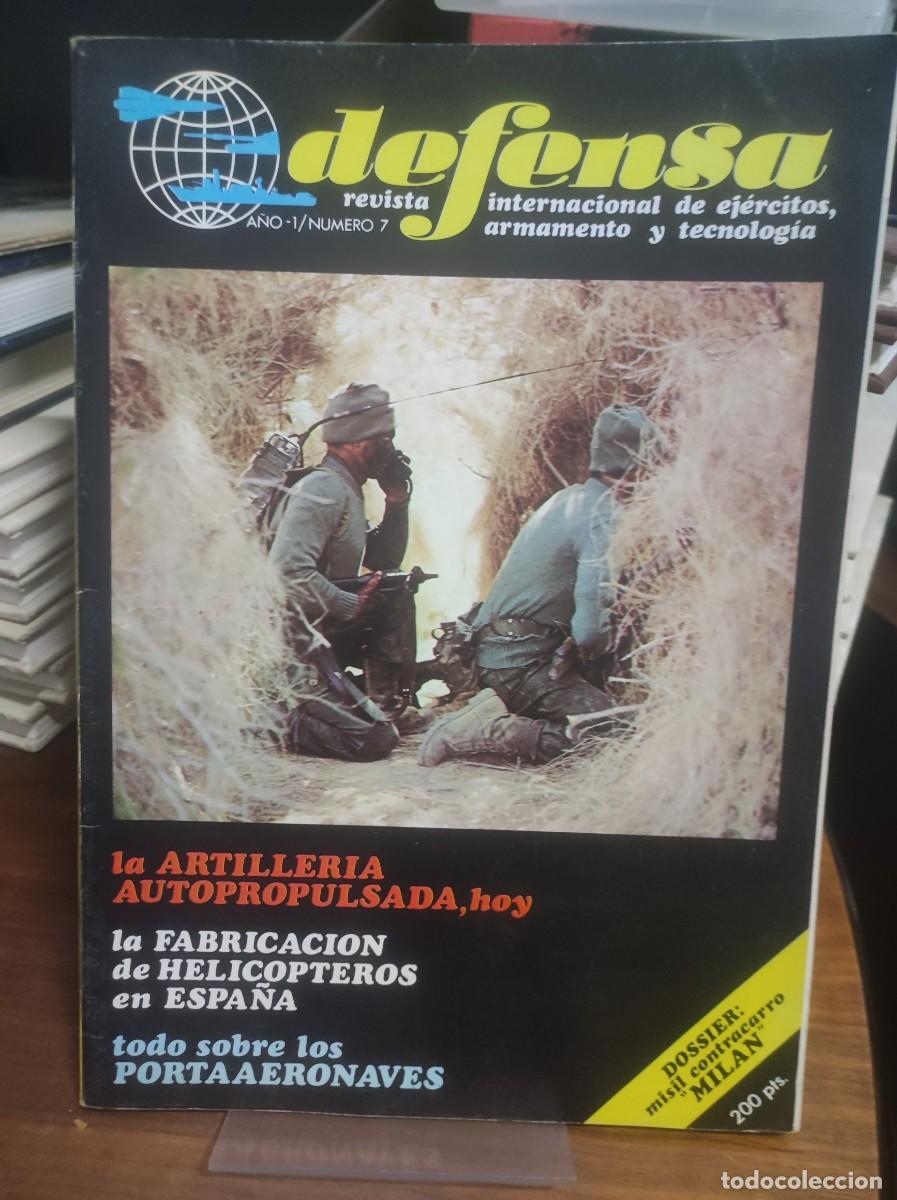 defensa
revista internacional de ejércitos,
AÑO -1/NUMERO 7 armamento y tecnología
la ARTILLERIA
AUTOPROPULSADA, hoy
la FABRICACION
de HELICOPTEROS
en ESPAÑA
todo sobre los
PORTAAERONAVES
DOSSIER:
misil contracarro
"MILAN"
200 pts.
todocoleccion